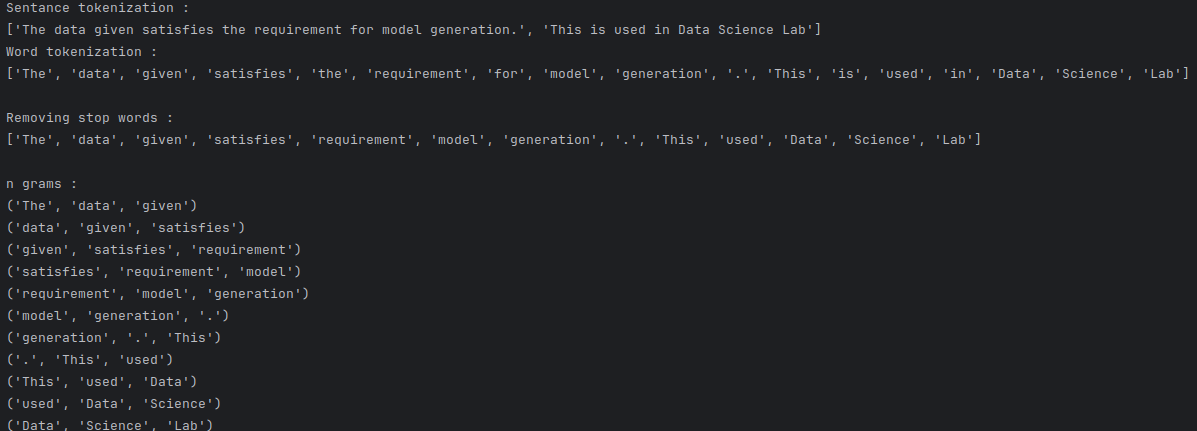 Sentance tokenization :
['The data given satisfies the requirement for model generation.', 'This is used in Data Science Lab']
Word tokenization :
['The', 'data', 'given', 'satisfies', 'the', 'requirement', 'for', 'model', 'generation', '.', 'This', 'is', 'used', 'in', 'Data', 'Science', 'Lab']
Removing stop words :
['The', 'data', 'given', 'satisfies', 'requirement', 'model', 'generation', '.', 'This', 'used', 'Data', 'Science', 'Lab']
n grams :
('The', 'data', 'given')
('data', 'given', 'satisfies')
('given', 'satisfies', 'requirement')
('satisfies', 'requirement', 'model')
('requirement', 'model', 'generation')
('model', 'generation', '.')
('generation', '.', 'This')
('.', 'This', 'used')
('This', 'used', 'Data')
('used', 'Data', 'Science')
('Data', 'Science', 'Lab')